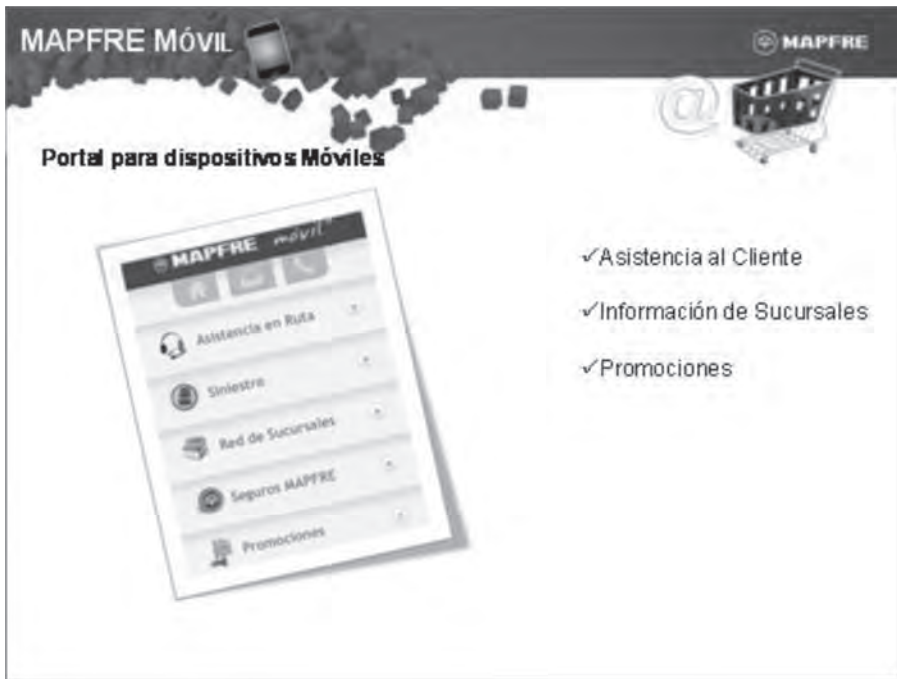 MAPFRE MÓVIL
MAPFRE
@
Portal para dispositivos Móviles
MAPFRE móvil
Asistencia en Ruta
Siniestro
Red de Sucursales
Seguros MAPFRE
Promociones
✓Asistencia al Cliente
✓Información de Sucursales
✓Promociones